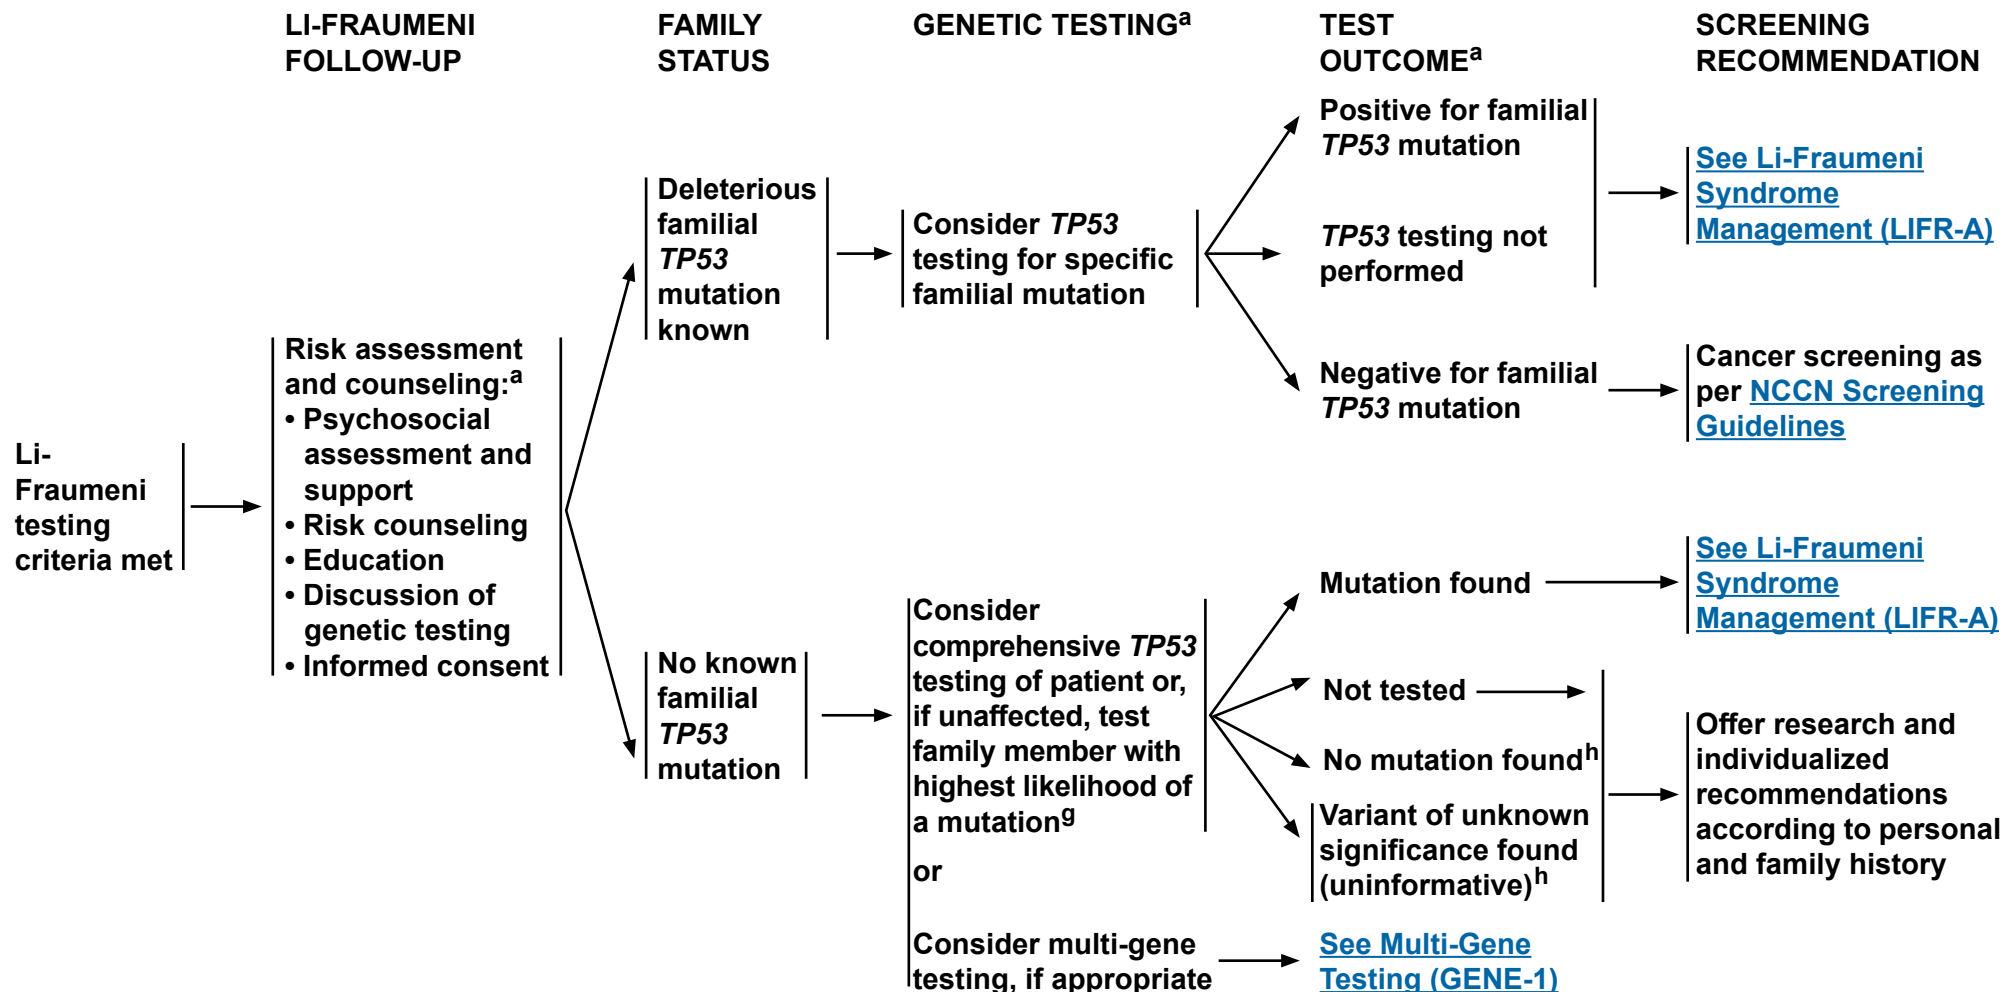 LI-FRAUMENI
FOLLOW-UP
FAMILY
STATUS
GENETIC TESTINGa
TEST
OUTCOMEa
SCREENING
RECOMMENDATION
Li-
Fraumeni
testing
criteria met
Risk assessment
and counseling:a
• Psychosocial
assessment and
support
• Risk counseling
• Education
• Discussion of
genetic testing
• Informed consent
Deleterious
familial
TP53
mutation
known
Consider TP53
testing for specific
familial mutation
Positive for familial
TP53 mutation
TP53 testing not
performed
See Li-Fraumeni
Syndrome
Management (LIFR-A)
Negative for familial
TP53 mutation
Cancer screening as
per NCCN Screening
Guidelines
No known
familial
TP53
mutation
Consider
comprehensive TP53
testing of patient or,
if unaffected, test
family member with
highest likelihood of
a mutationg
or
Consider multi-gene
testing, if appropriate
Mutation found
See Li-Fraumeni
Syndrome
Management (LIFR-A)
Not tested
No mutation foundh
Variant of unknown
significance found
(uninformative)h
Offer research and
individualized
recommendations
according to personal
and family history
See Multi-Gene
Testing (GENE-1)